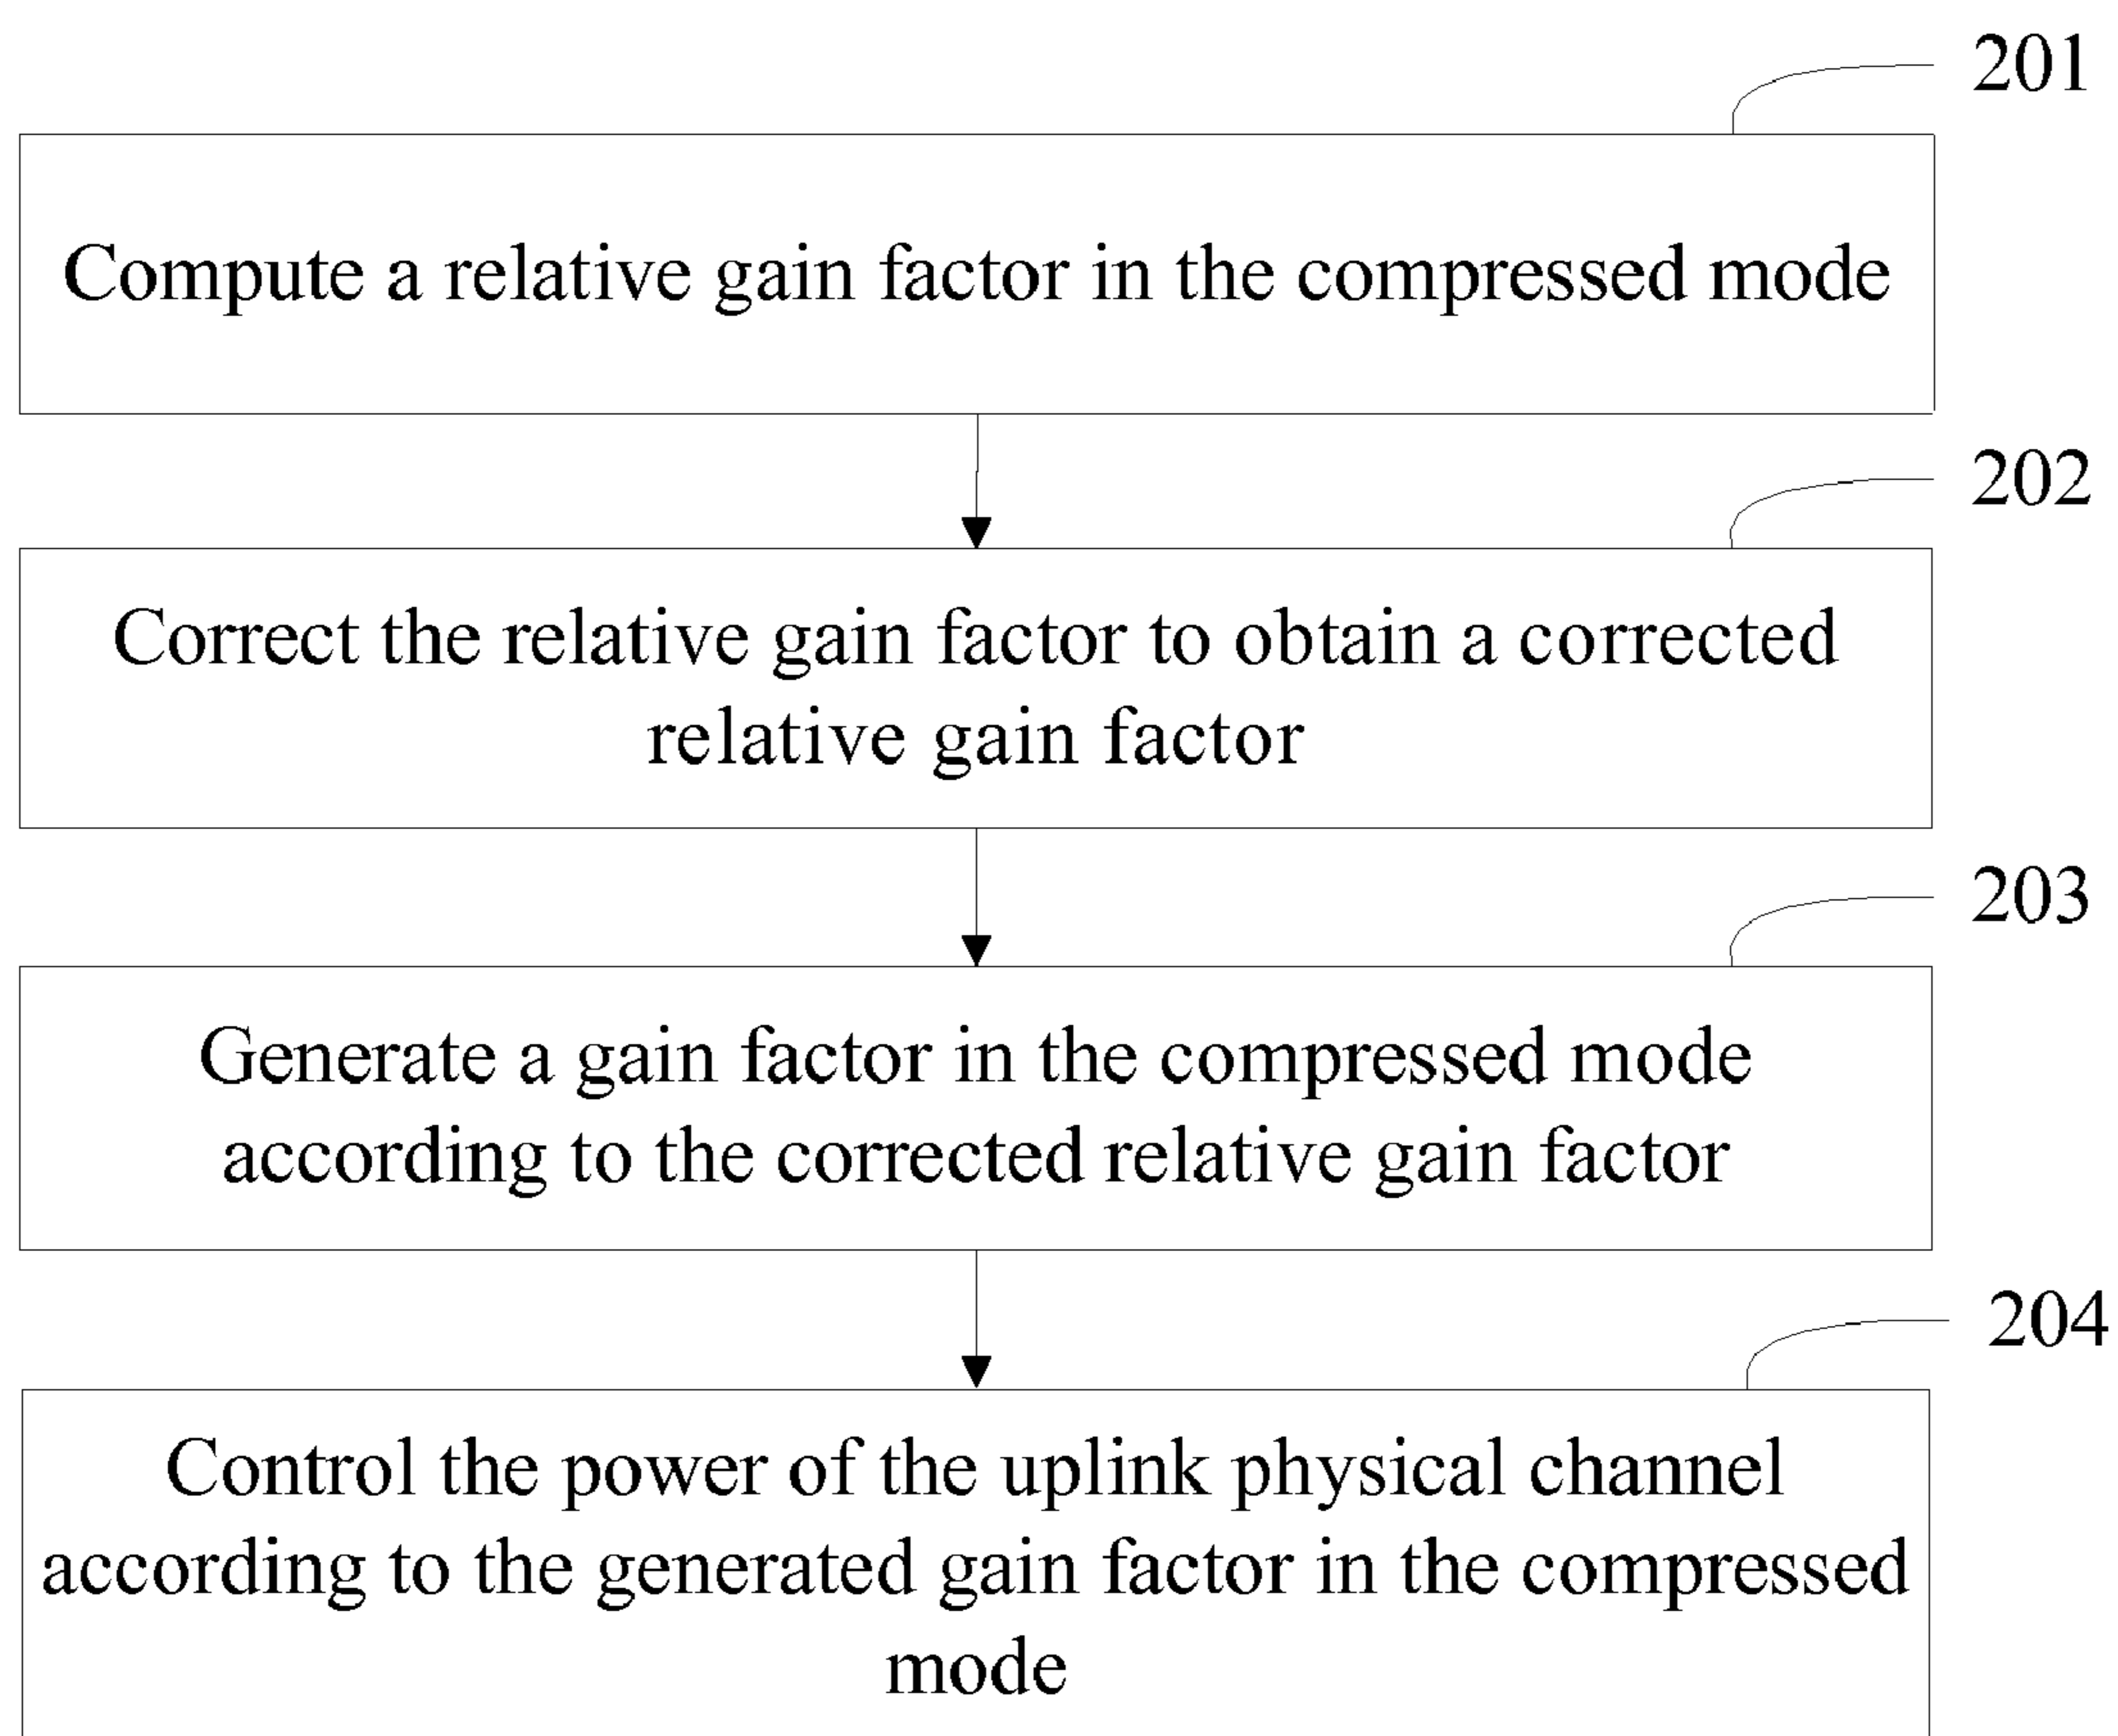 201
Compute a relative gain factor in the compressed mode
202
Correct the relative gain factor to obtain a corrected
relative gain factor
203
Generate a gain factor in the compressed mode
according to the corrected relative gain factor
204
Control the power of the uplink physical channel
according to the generated gain factor in the compressed
mode